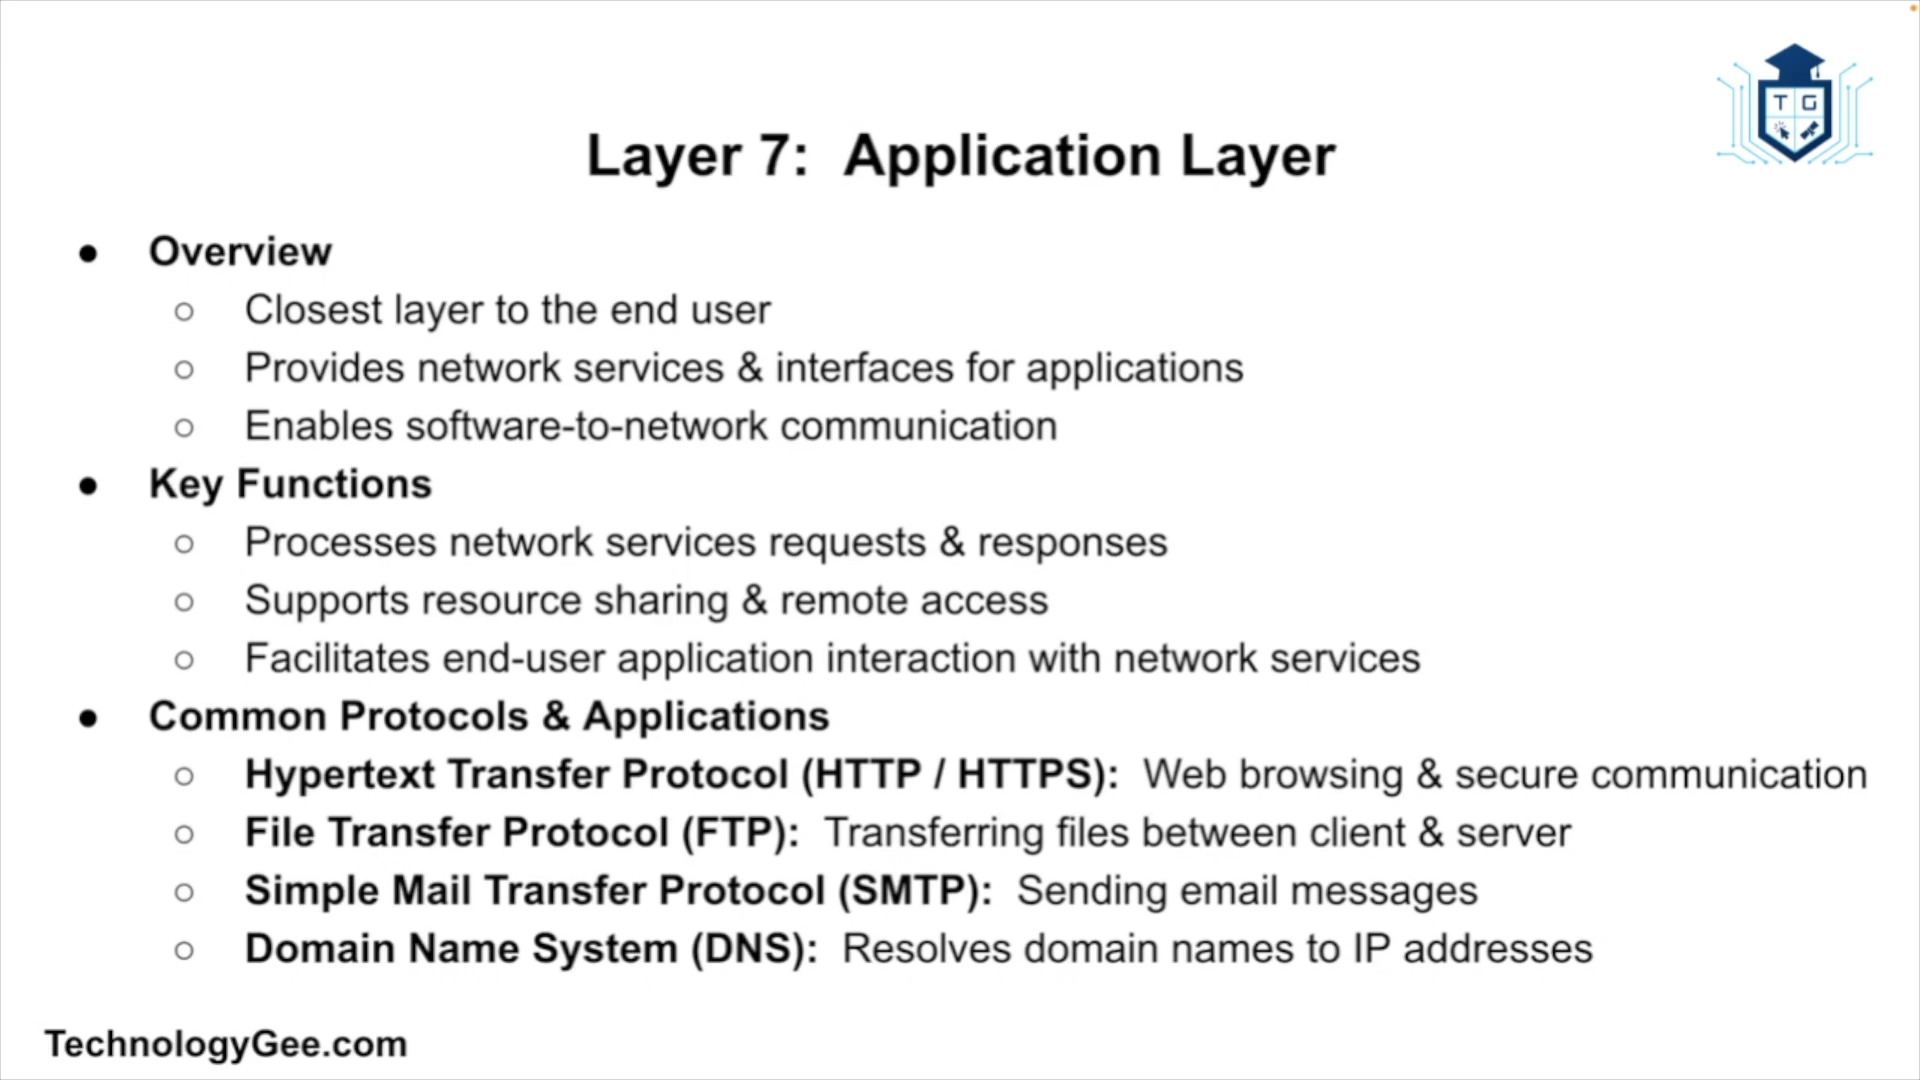 T G
Layer 7: Application Layer
● Overview
○ Closest layer to the end user
○ Provides network services & interfaces for applications
○ Enables software-to-network communication
● Key Functions
○ Processes network services requests & responses
○ Supports resource sharing & remote access
○ Facilitates end-user application interaction with network services
● Common Protocols & Applications
○ Hypertext Transfer Protocol (HTTP / HTTPS): Web browsing & secure communication
○ File Transfer Protocol (FTP): Transferring files between client & server
○ Simple Mail Transfer Protocol (SMTP): Sending email messages
○ Domain Name System (DNS): Resolves domain names to IP addresses
TechnologyGee.com